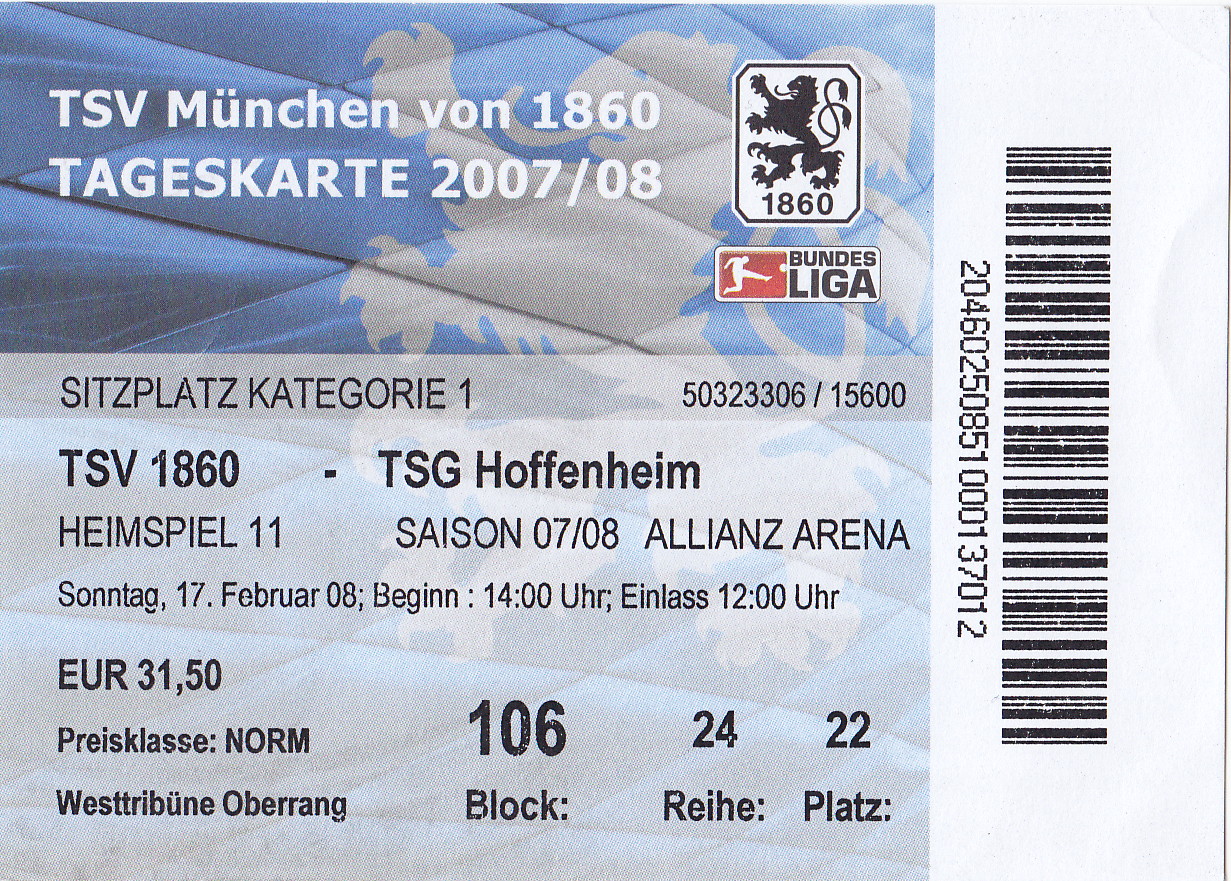 TSV München von 1860
TAGESKARTE 2007/08
1860
BUNDES
LIGA
SITZPLATZ KATEGORIE 1 50323306 / 15600
TSV 1860 - TSG Hoffenheim
HEIMSPIEL 11 SAISON 07/08 ALLIANZ ARENA
Sonntag, 17. Februar 08; Beginn : 14:00 Uhr; Einlass 12:00 Uhr
EUR 31,50
Preisklasse: NORM
106 24 22
Westtribüne Oberrang Block: Reihe: Platz:
20460250851000137012